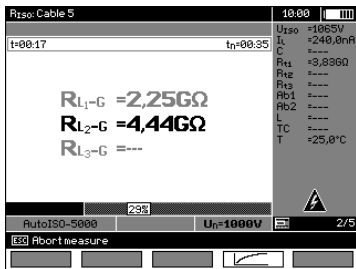 RISO: Cable 5
10:00
t=00:17
tn=00:35
RL1-G =2,25GΩ
RL2-G =4,44GΩ
RL3-G =---
29%
AutoISO-5000
Un=1000V
UISO =1065V
IL =240,0nA
C =---
Rt1 =3,83GΩ
Rt2 =---
Rt3 =---
Ab1 =---
Ab2 =---
L =---
TC =---
T =25,0°C
2/5
ESC Abort measure